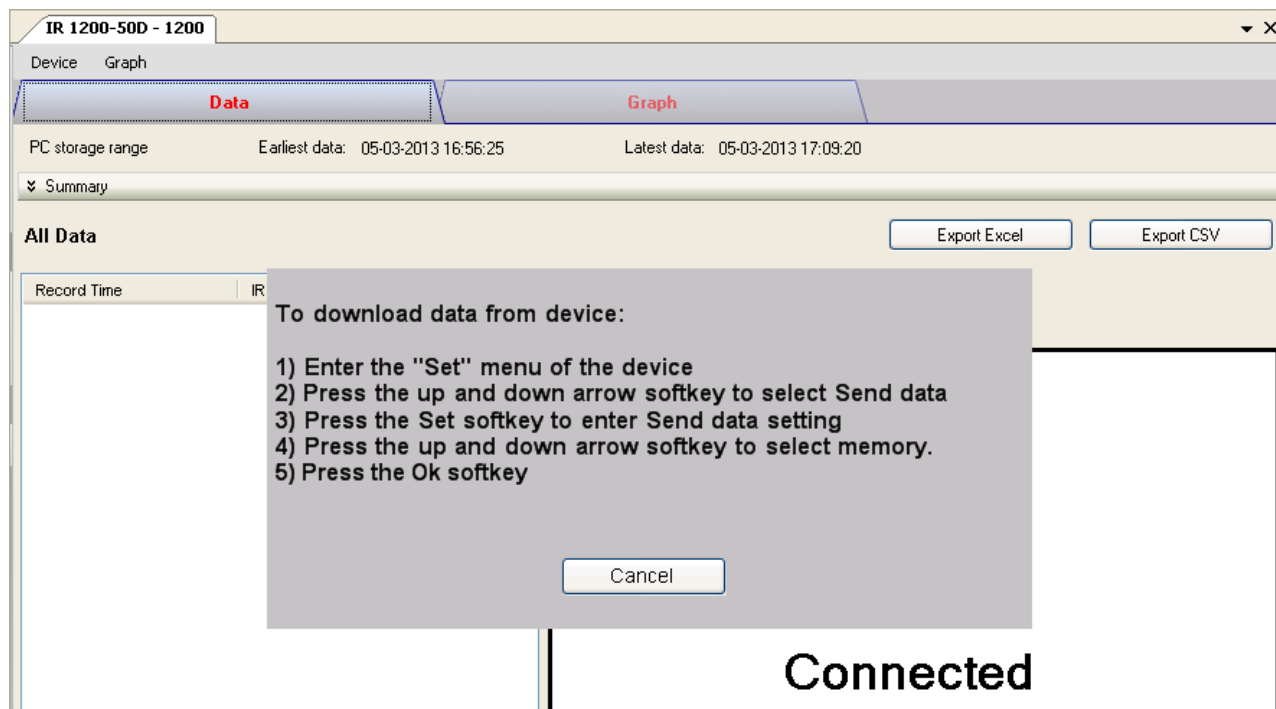 IR 1200-50D - 1200
Device Graph
Data Graph
PC storage range Earliest data: 05-03-2013 16:56:25 Latest data: 05-03-2013 17:09:20
Summary
All Data Export Excel Export CSV
Record Time IR
To download data from device:
1) Enter the "Set" menu of the device
2) Press the up and down arrow softkey to select Send data
3) Press the Set softkey to enter Send data setting
4) Press the up and down arrow softkey to select memory.
5) Press the Ok softkey
Cancel
Connected